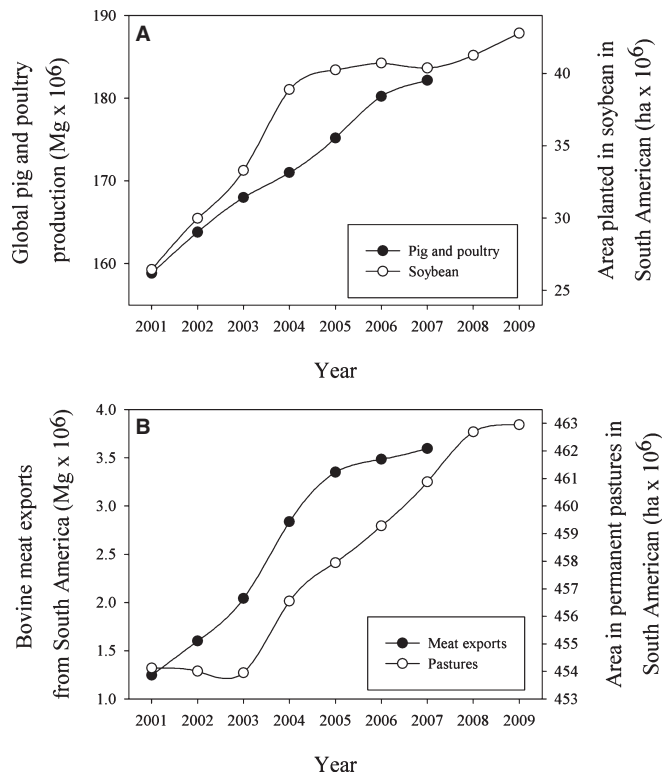 A
190
180
170
160
Global pig and poultry
production (Mg x 10⁶)
40
35
30
25
Area planted in soybean in
South American (ha x 10⁶)
Pig and poultry
Soybean
2001 2002 2003 2004 2005 2006 2007 2008 2009
Year
B
4.0
3.5
3.0
2.5
2.0
1.5
1.0
Bovine meat exports
from South America (Mg x 10⁶)
463
462
461
460
459
458
457
456
455
454
453
Area in permanent pastures in
South American (ha x 10⁶)
Meat exports
Pastures
2001 2002 2003 2004 2005 2006 2007 2008 2009
Year